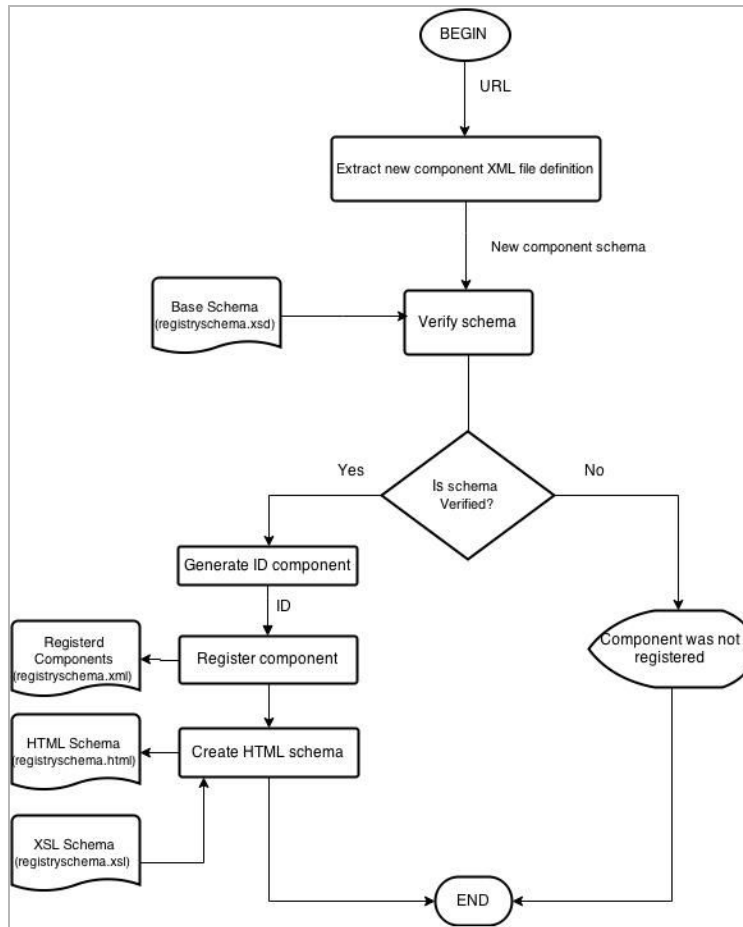 BEGIN
URL
Extract new component XML file definition
New component schema
Base Schema
(registryschema.xsd)
Verify schema
Yes
Is schema
Verified?
No
Generate ID component
ID
Registerd
Components
(registryschema.xml)
Register component
Component was not
registered
HTML Schema
(registryschema.html)
Create HTML schema
XSL Schema
(registryschema.xsl)
END